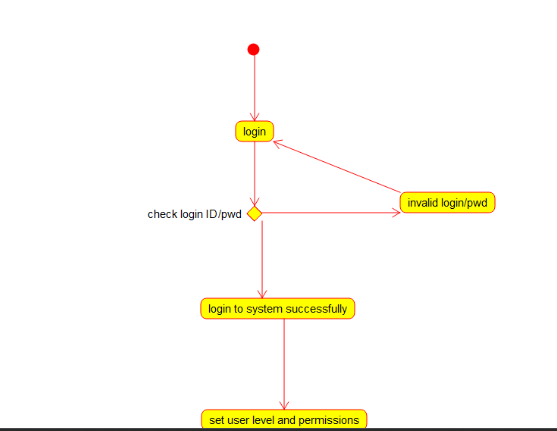 login
invalid login/pwd
check login ID/pwd
login to system successfully
set user level and permissions